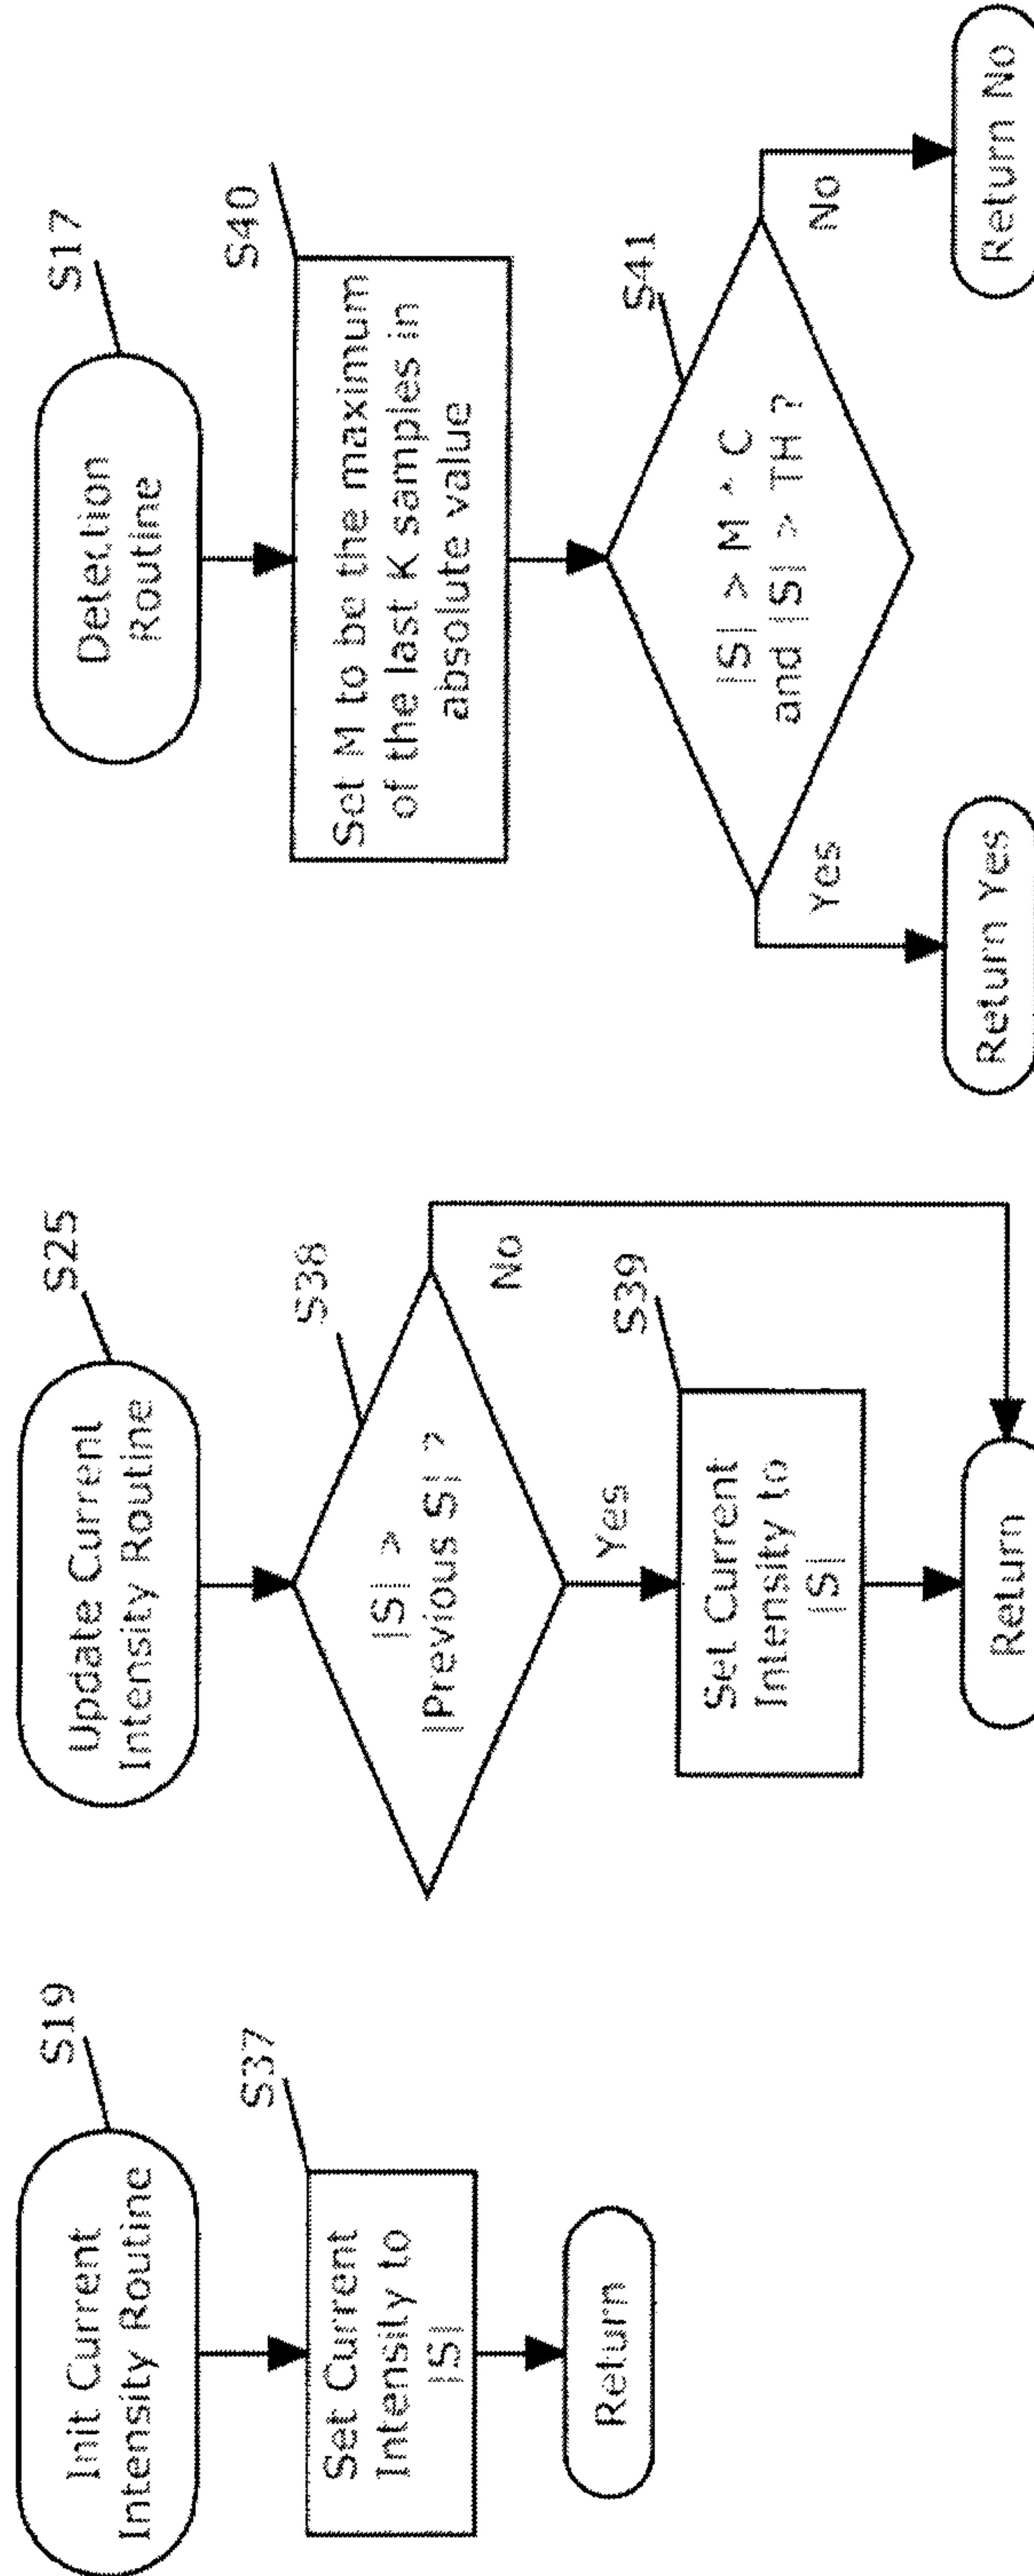 Init Current
Intensity Routine
S19
S37
Set Current
Intensity to
|S|
Return
Update Current
Intensity Routine
S25
S38
|S| >
|Previous S| ?
No
Yes
S39
Set Current
Intensity to
|S|
Return
Detection
Routine
S17
S40
Set M to be the maximum
of the last K samples in
absolute value
S41
|S| > M * C
and |S| > TH ?
Yes
No
Return Yes
Return No